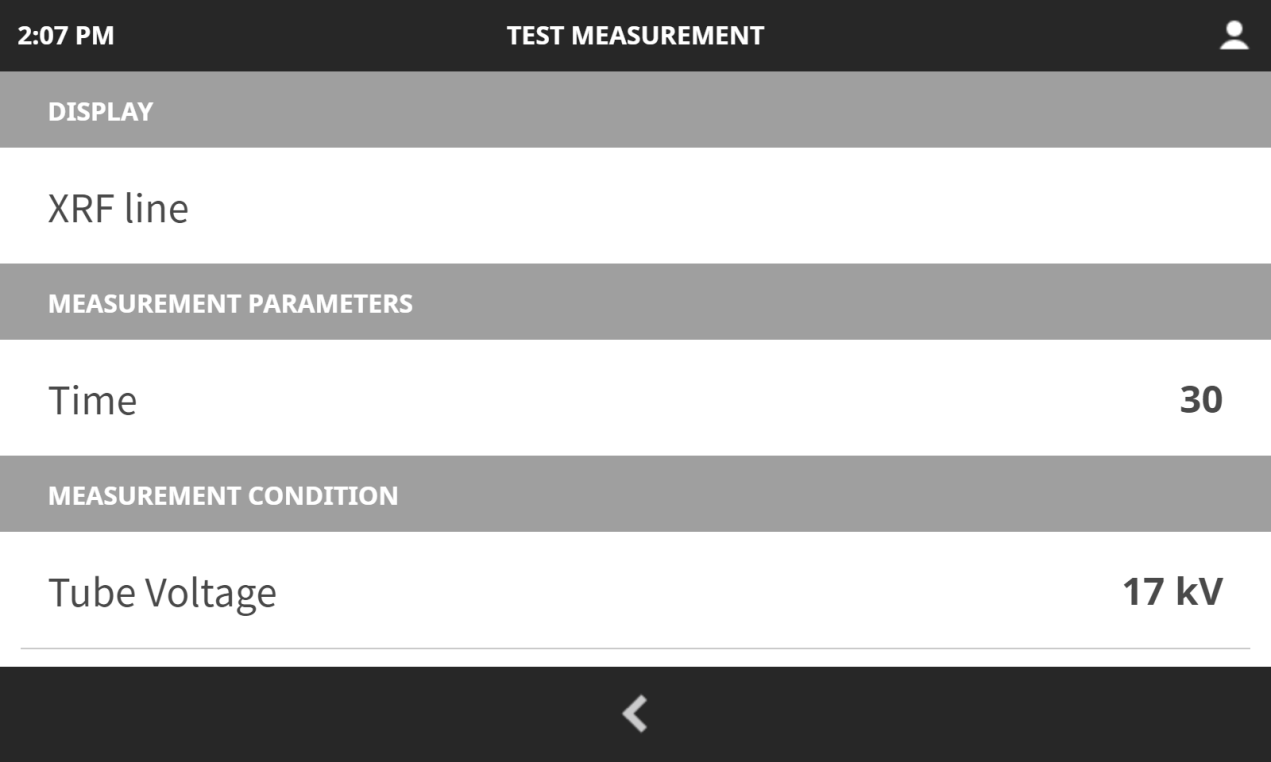 2:07 PM TEST MEASUREMENT
DISPLAY
XRF line
MEASUREMENT PARAMETERS
Time 30
MEASUREMENT CONDITION
Tube Voltage 17 kV